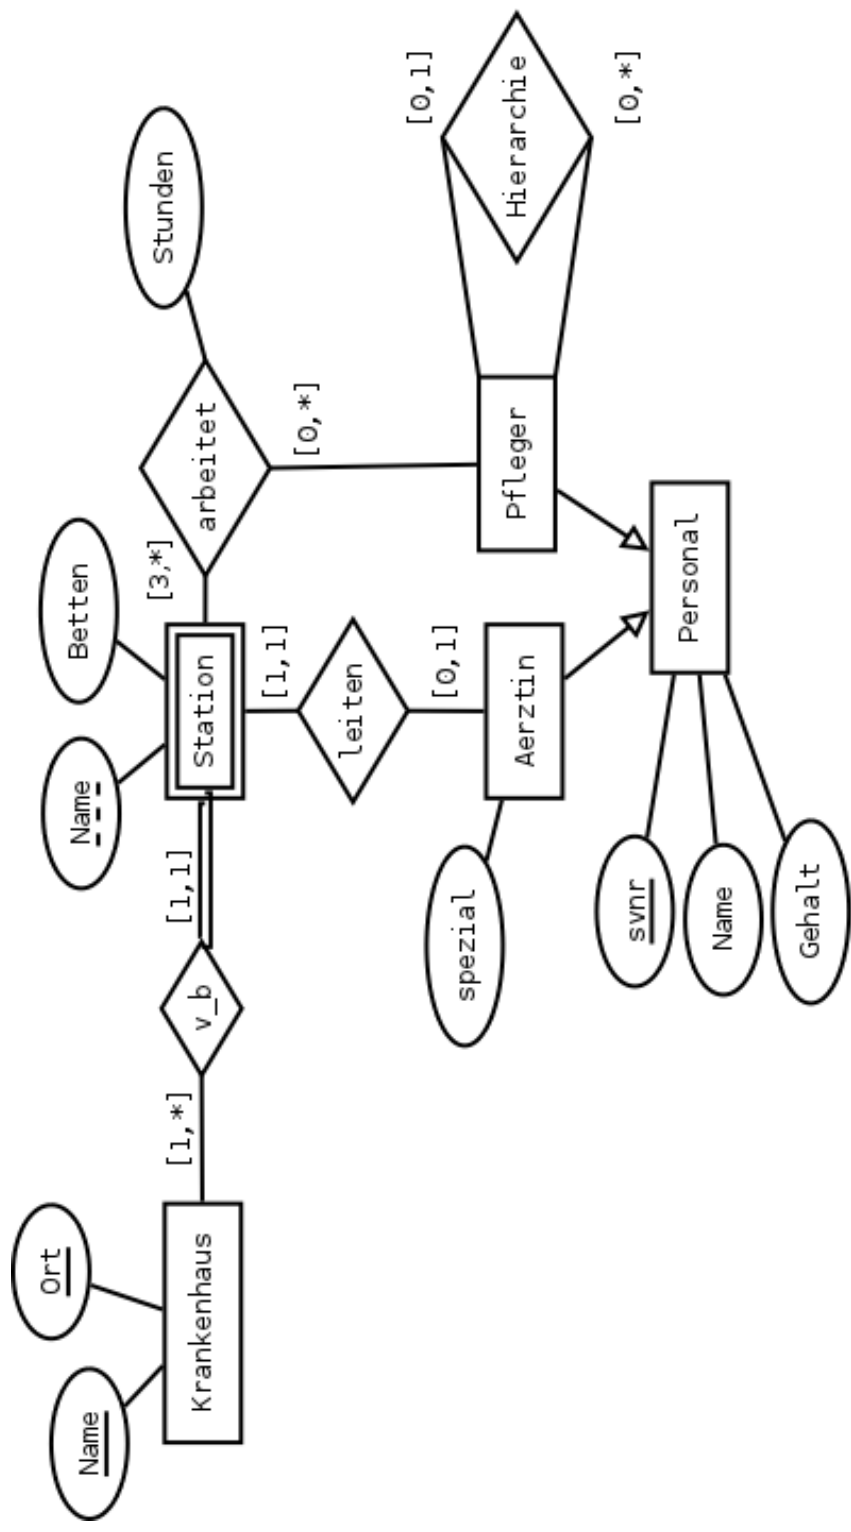 Ort
Name
Name
Betten
Stunden
[3,*]
[1,*]
[1,1]
Krankenhaus
v_b
Station
arbeitet
[1,1]
[0,*]
leiten
[0,1]
[0,1]
spezial
Aerztin
Pfleger
Hierarchie
[0,*]
svnr
Personal
Name
Gehalt